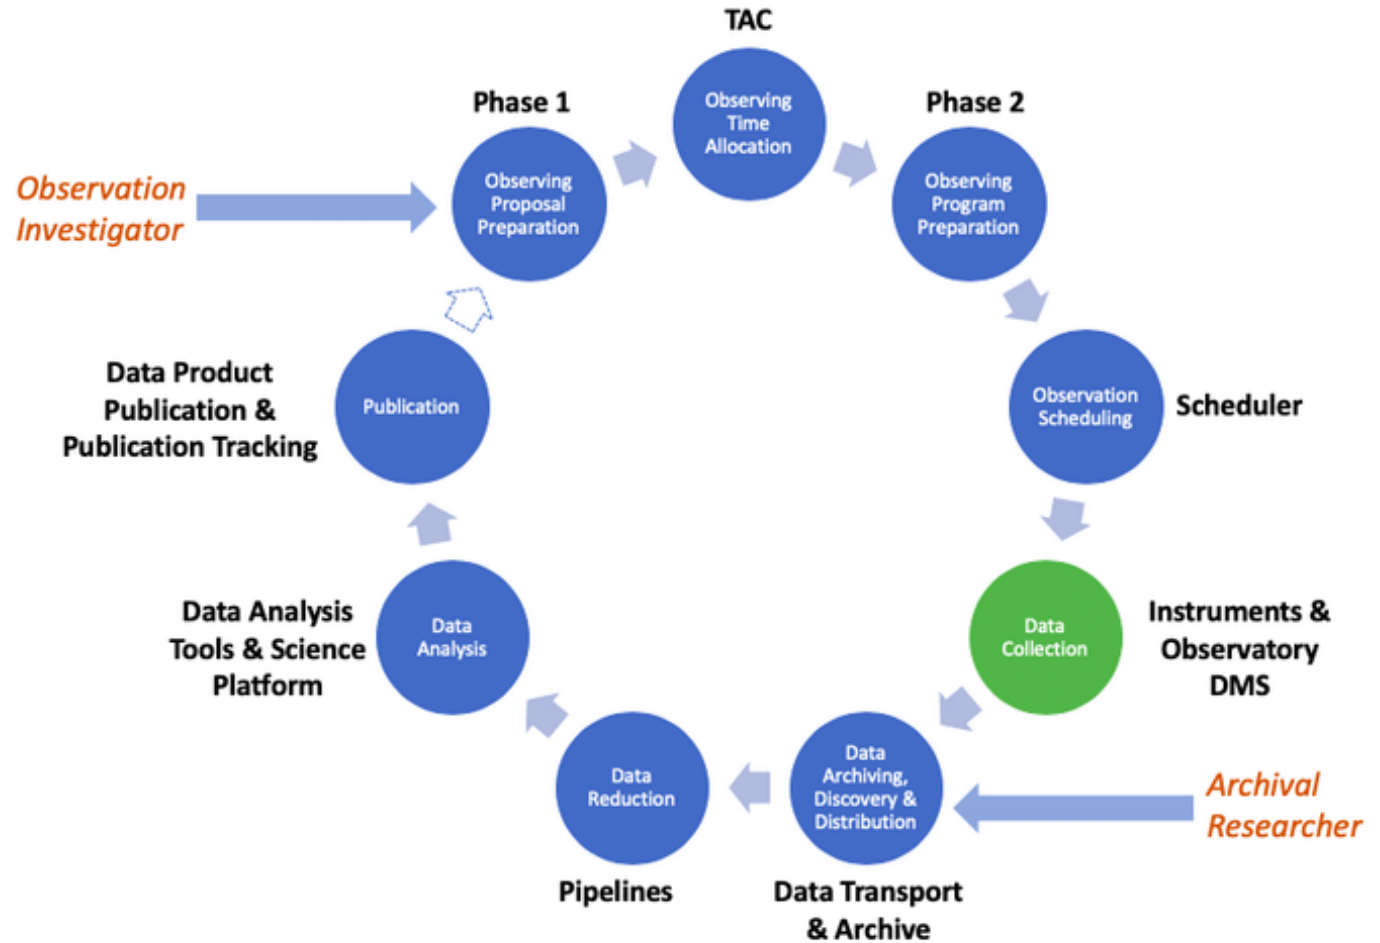 TAC
Observing
Time
Allocation
Phase 1
Observing
Proposal
Preparation
Phase 2
Observing
Program
Preparation
Observation
Investigator
Observation
Scheduling
Scheduler
Data
Collection
Instruments &
Observatory
DMS
Archival
Researcher
Data
Archiving,
Discovery &
Distribution
Data Transport
& Archive
Data
Reduction
Pipelines
Data
Analysis
Data Analysis
Tools & Science
Platform
Publication
Data Product
Publication &
Publication Tracking